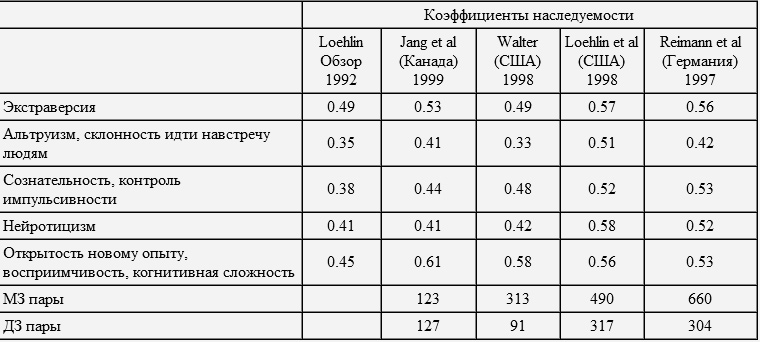 Коэффициенты наследуемости
Loehlin Обзор 1992 Jang et al (Канада) 1999 Walter (США) 1998 Loehlin et al (США) 1998 Reimann et al (Германия) 1997
Экстраверсия 0.49 0.53 0.49 0.57 0.56
Альтруизм, склонность идти навстречу
людям 0.35 0.41 0.33 0.51 0.42
Сознательность, контроль
импульсивности 0.38 0.44 0.48 0.52 0.53
Нейротицизм 0.41 0.41 0.42 0.58 0.52
Открытость новому опыту,
восприимчивость, когнитивная сложность 0.45 0.61 0.58 0.56 0.53
МЗ пары 123 313 490 660
ДЗ пары 127 91 317 304